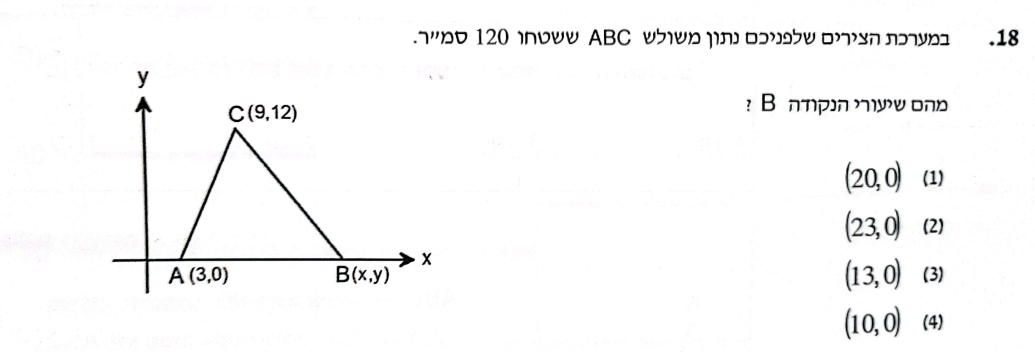 18. במערכת הצירים שלפניכם נתון משולש ABC ששטחו 120 סמ״ר.
מהם שיעורי הנקודה B ?
(1) (20,0)
(2) (23,0)
(3) (13,0)
(4) (10,0)
y
C(9,12)
x
A (3,0)
B(x,y)